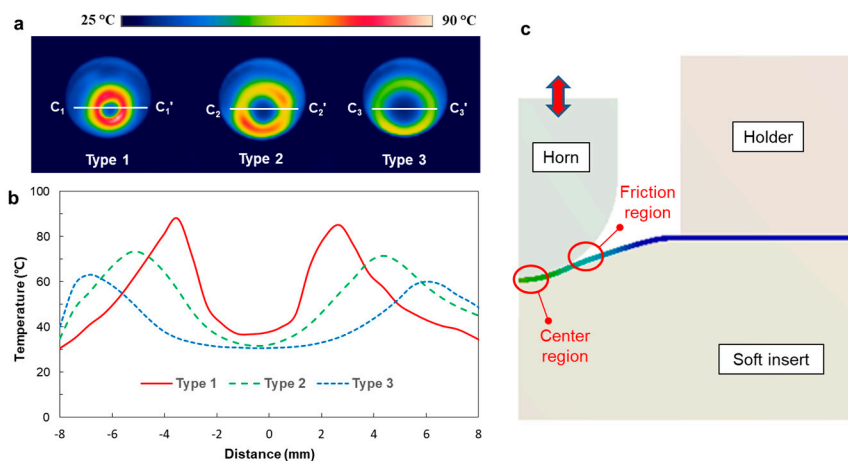 a
25 °C
90 °C
C1
C1'
C2
C2'
C3
C3'
Type 1
Type 2
Type 3
b
Temperature (°C)
100
80
60
40
20
0
Type 1
Type 2
Type 3
-8
-6
-4
-2
0
2
4
6
8
Distance (mm)
c
Horn
Holder
Friction
region
Center
region
Soft insert